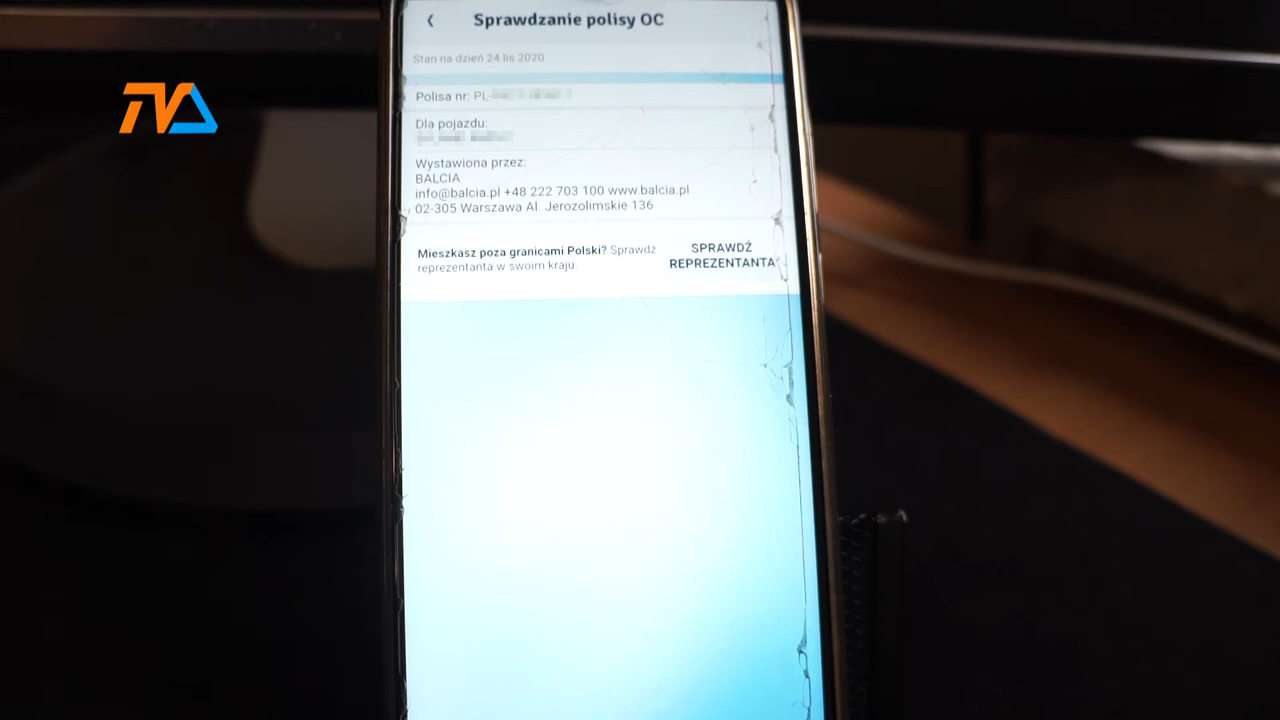 Sprawdzanie polisy OC
Stan na dzień 24 lis 2020
Polisa nr: PL-
Dla pojazdu:
Wystawiona przez:
BALCIA
info@balcia.pl +48 222 703 100 www.balcia.pl
02-305 Warszawa Al. Jerozolimskie 136
Mieszkasz poza granicami Polski? Sprawdź
reprezentanta w swoim kraju.
SPRAWDŹ
REPREZENTANTA